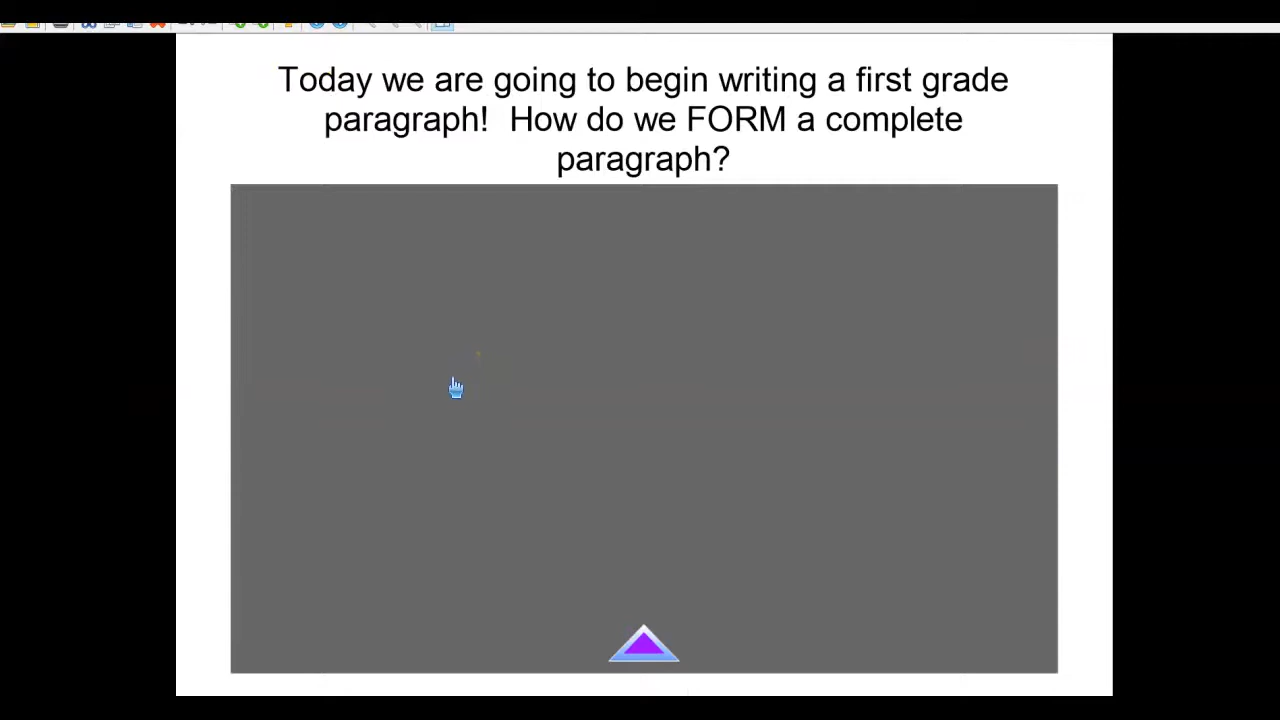 Today we are going to begin writing a first grade
paragraph!  How do we FORM a complete
paragraph?